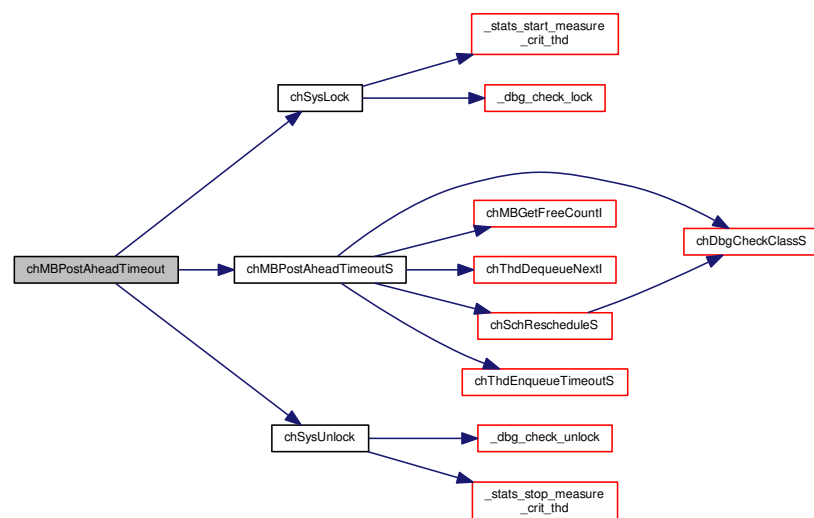 _stats_start_measure
_crit_thd
chSysLock
_dbg_check_lock
chMBGetFreeCountI
chDbgCheckClassS
chMBPostAheadTimeout
chMBPostAheadTimeoutS
chThdDequeueNextI
chSchRescheduleS
chThdEnqueueTimeoutS
chSysUnlock
_dbg_check_unlock
_stats_stop_measure
_crit_thd